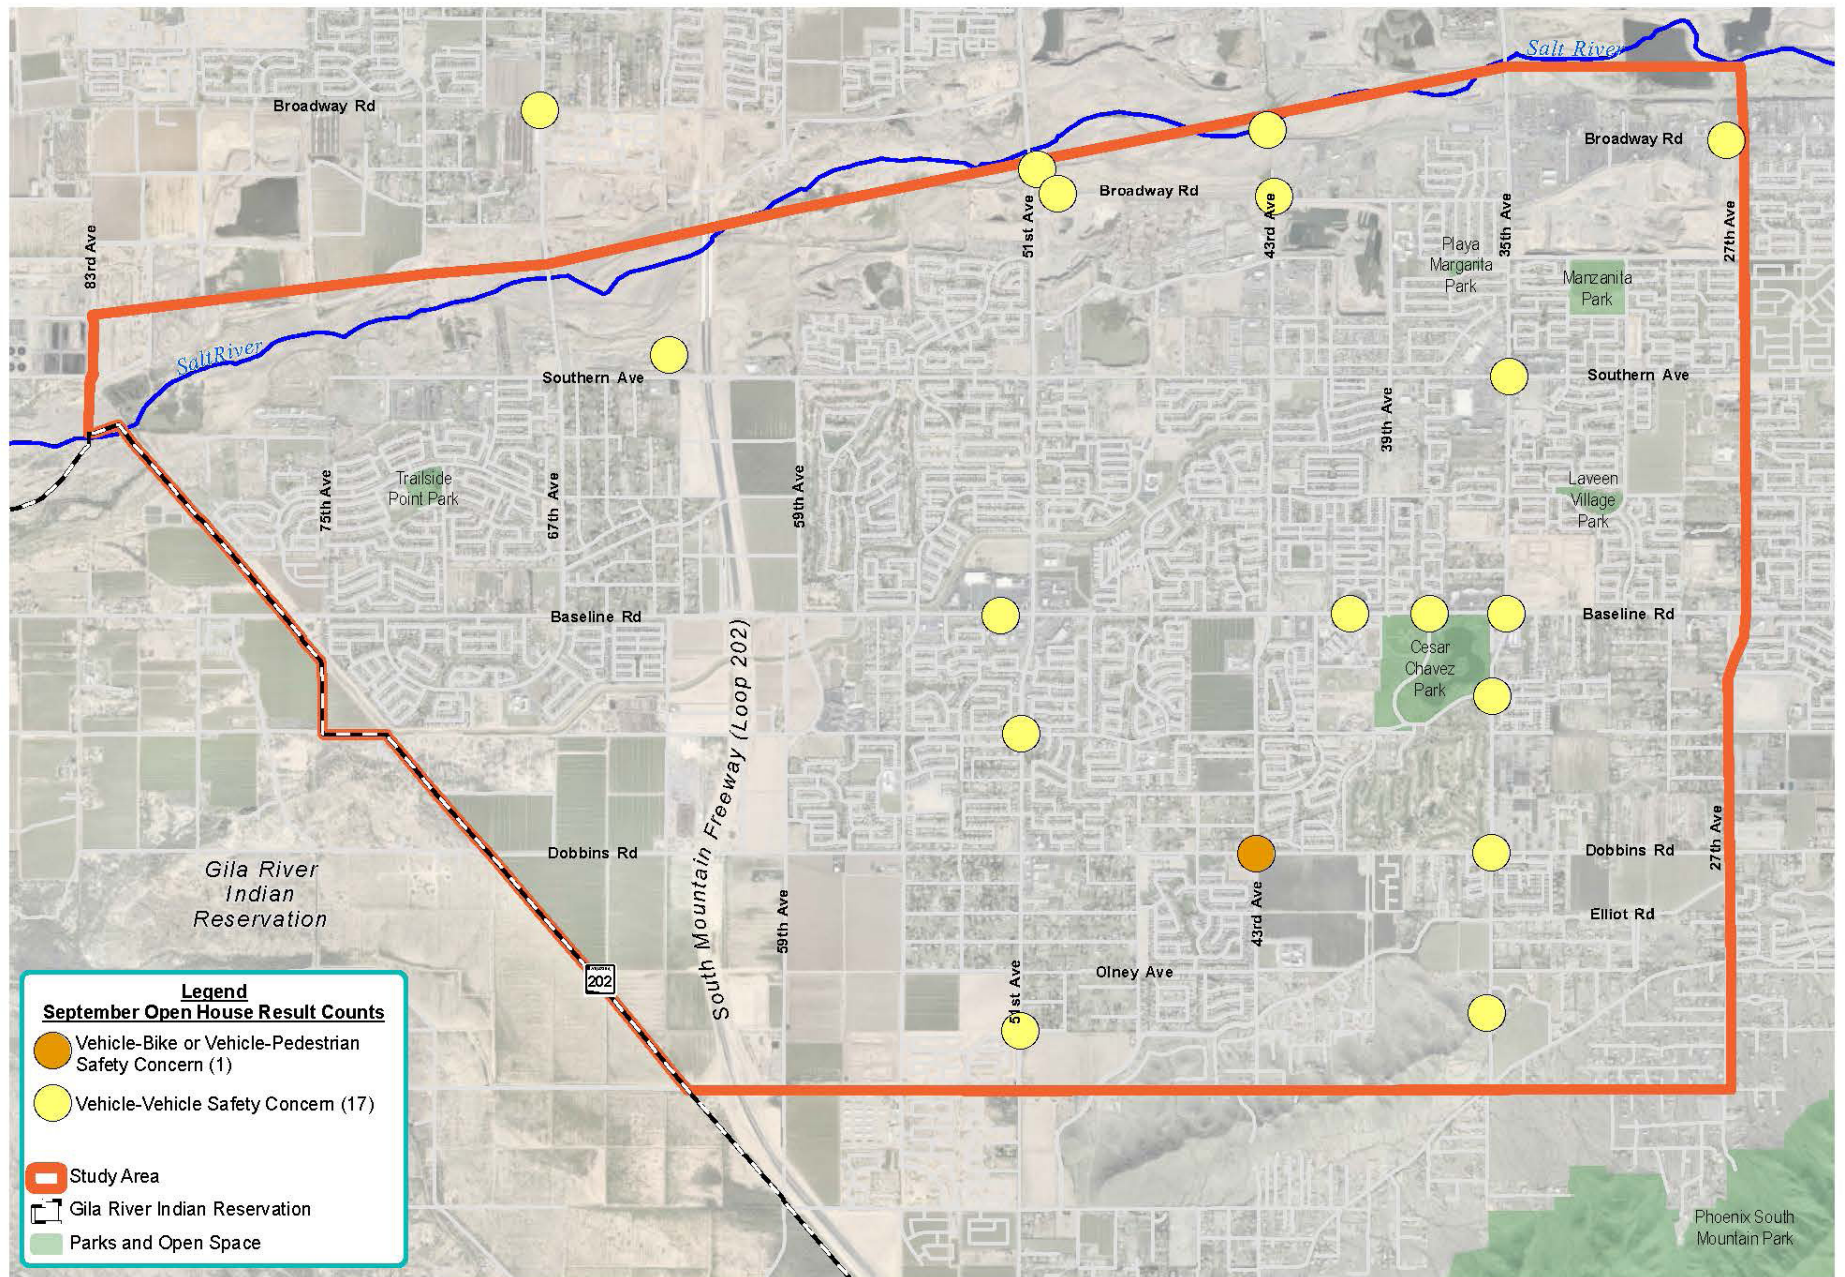 Salt River
Broadway Rd
Broadway Rd
Broadway Rd
83rd Ave
51st Ave
43rd Ave
35th Ave
27th Ave
Playa
Margarita
Park
Manzanita
Park
SaltRiver
Southern Ave
Southern Ave
39th Ave
75th Ave
Trailside
Point Park
67th Ave
59th Ave
Laveen
Village
Park
Baseline Rd
Baseline Rd
South Mountain Freeway (Loop 202)
Cesar
Chavez
Park
Dobbins Rd
Dobbins Rd
27th Ave
Gila River
Indian
Reservation
59th Ave
43rd Ave
Elliot Rd
Olney Ave
51st Ave
202
Legend
September Open House Result Counts
Vehicle-Bike or Vehicle-Pedestrian
Safety Concern (1)
Vehicle-Vehicle Safety Concern (17)
Study Area
Gila River Indian Reservation
Parks and Open Space
Phoenix South
Mountain Park